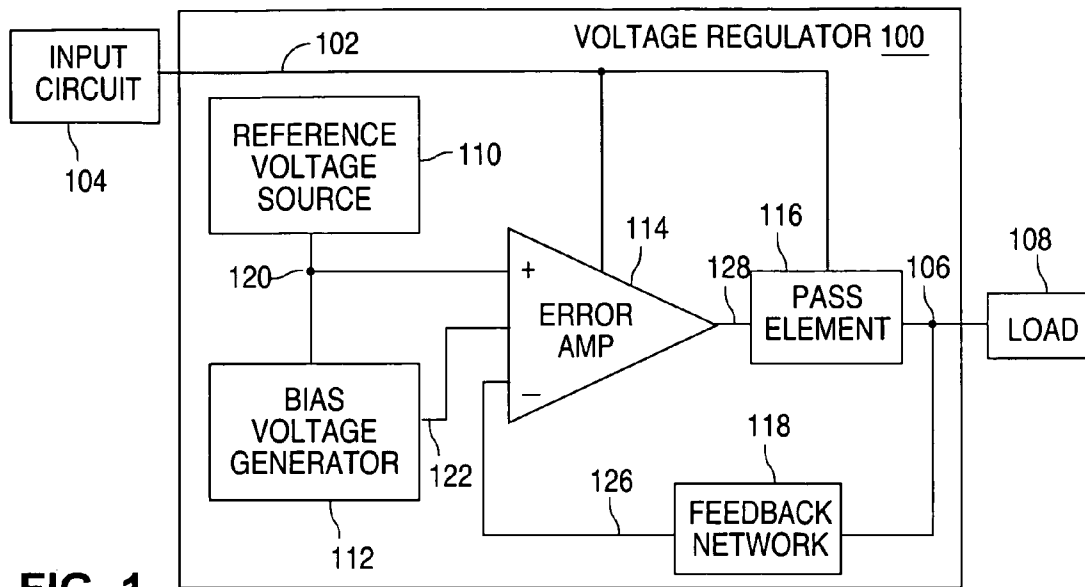 VOLTAGE REGULATOR 100
INPUT
CIRCUIT
102
104
REFERENCE
VOLTAGE
SOURCE
110
120
114
116
108
128
106
+
ERROR
AMP
−
PASS
ELEMENT
LOAD
BIAS
VOLTAGE
GENERATOR
122
112
118
126
FEEDBACK
NETWORK
FIG. 1